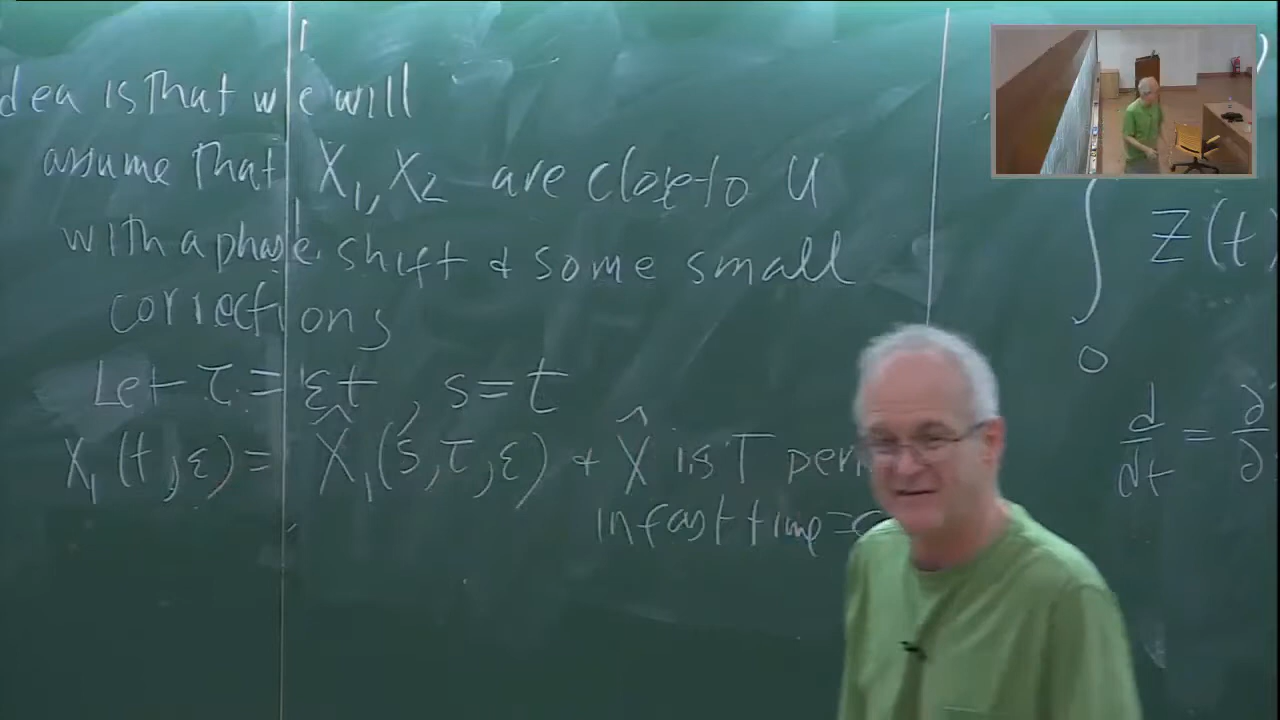 dea is that we will
assume that X₁, X₂ are close to U
with a phase shift & some small
corrections
Let τ = εt , s = t
X₁(t, ε) = X̂₁(s, τ, ε) & X̂ is T per
in fast time =
∫ Z(t)
0
d/dt = ∂/∂